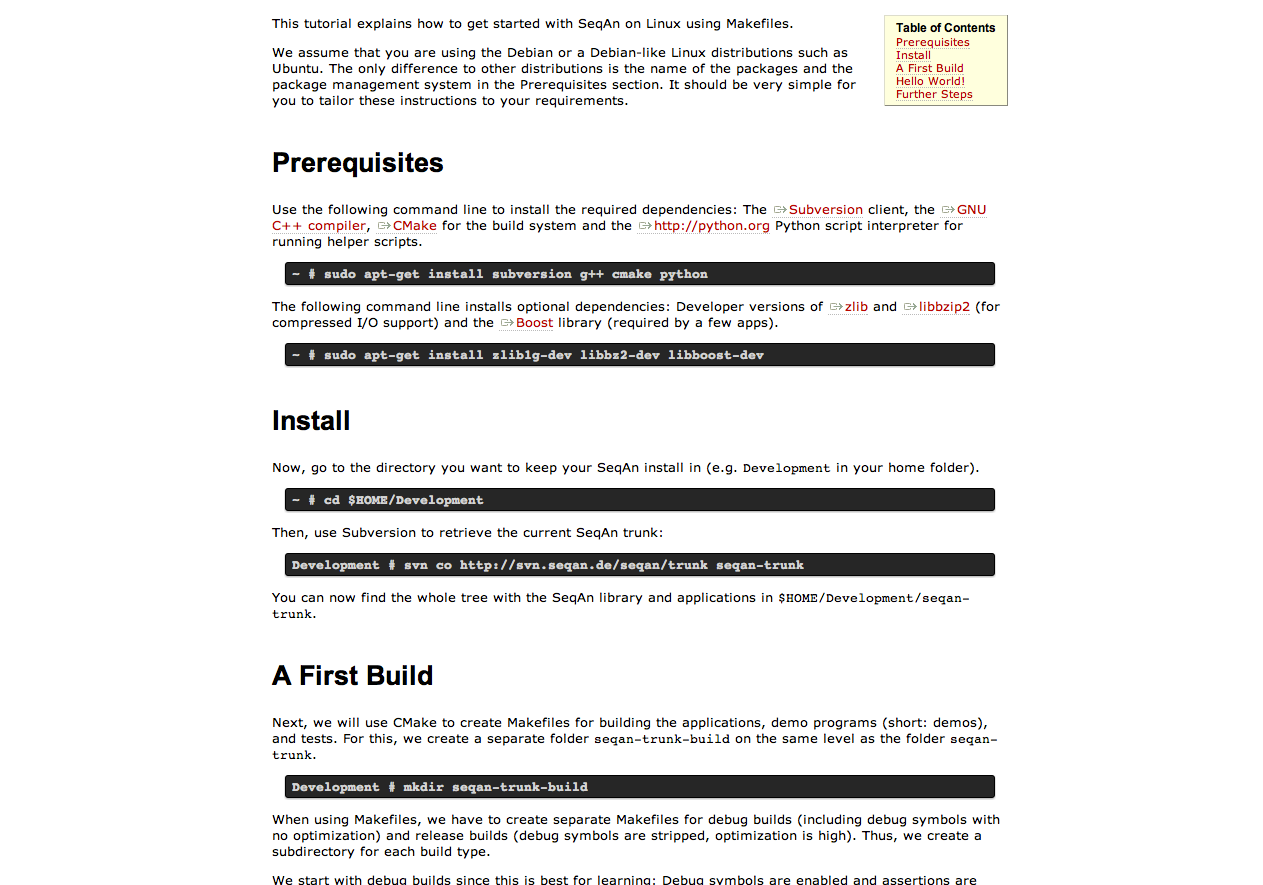 This tutorial explains how to get started with SeqAn on Linux using Makefiles.
We assume that you are using the Debian or a Debian-like Linux distributions such as
Ubuntu. The only difference to other distributions is the name of the packages and the
package management system in the Prerequisites section. It should be very simple for
you to tailor these instructions to your requirements.
Table of Contents
Prerequisites
Install
A First Build
Hello World!
Further Steps
Prerequisites
Use the following command line to install the required dependencies: The Subversion client, the GNU
C++ compiler, CMake for the build system and the http://python.org Python script interpreter for
running helper scripts.
~ # sudo apt-get install subversion g++ cmake python
The following command line installs optional dependencies: Developer versions of zlib and libbzip2 (for
compressed I/O support) and the Boost library (required by a few apps).
~ # sudo apt-get install zlib1g-dev libbz2-dev libboost-dev
Install
Now, go to the directory you want to keep your SeqAn install in (e.g. Development in your home folder).
~ # cd $HOME/Development
Then, use Subversion to retrieve the current SeqAn trunk:
Development # svn co http://svn.seqan.de/seqan/trunk seqan-trunk
You can now find the whole tree with the SeqAn library and applications in $HOME/Development/seqan-
trunk.
A First Build
Next, we will use CMake to create Makefiles for building the applications, demo programs (short: demos),
and tests. For this, we create a separate folder seqan-trunk-build on the same level as the folder seqan-
trunk.
Development # mkdir seqan-trunk-build
When using Makefiles, we have to create separate Makefiles for debug builds (including debug symbols with
no optimization) and release builds (debug symbols are stripped, optimization is high). Thus, we create a
subdirectory for each build type.
We start with debug builds since this is best for learning: Debug symbols are enabled and assertions are